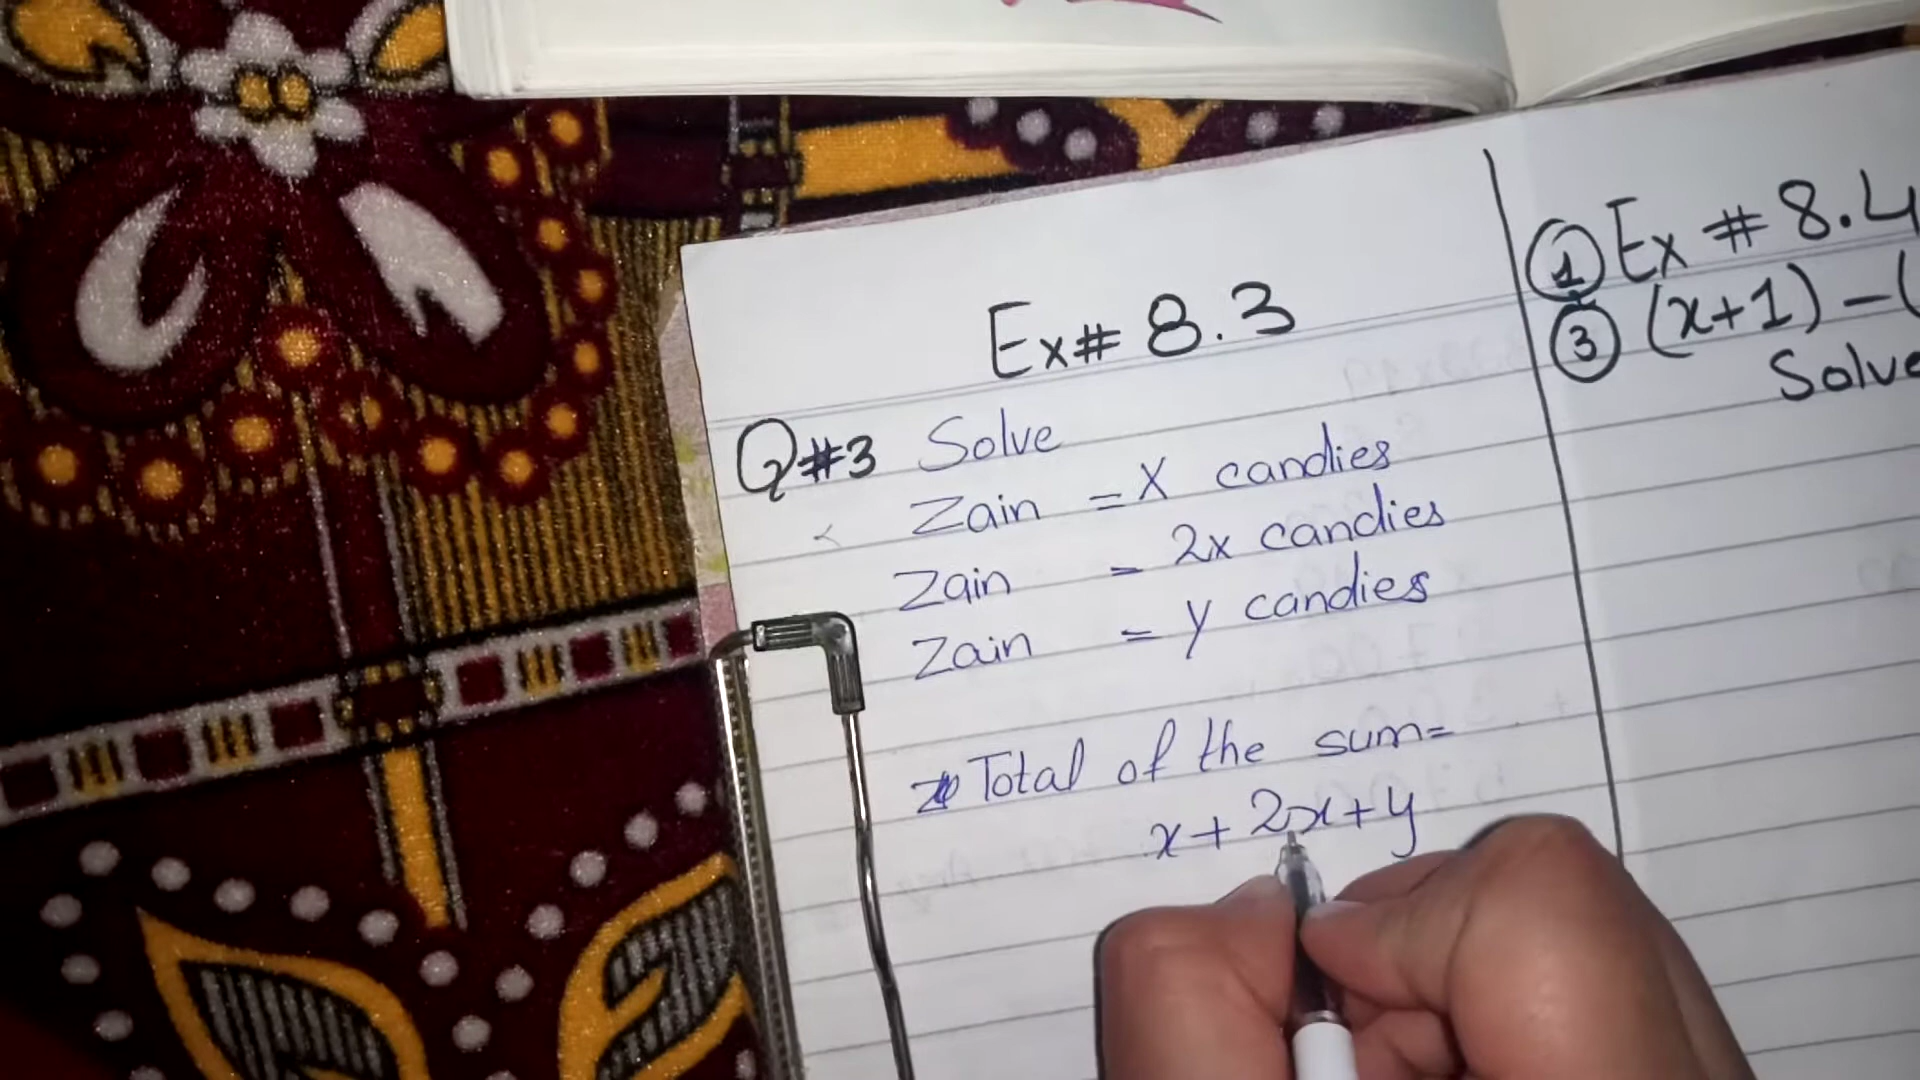 Ex# 8.3
Q#3 Solve
Zain = X candies
Zain = 2x candies
Zain = y candies
Total of the sum=
x + 2x + y
① Ex # 8.4
③ (x+1) - (
Solve